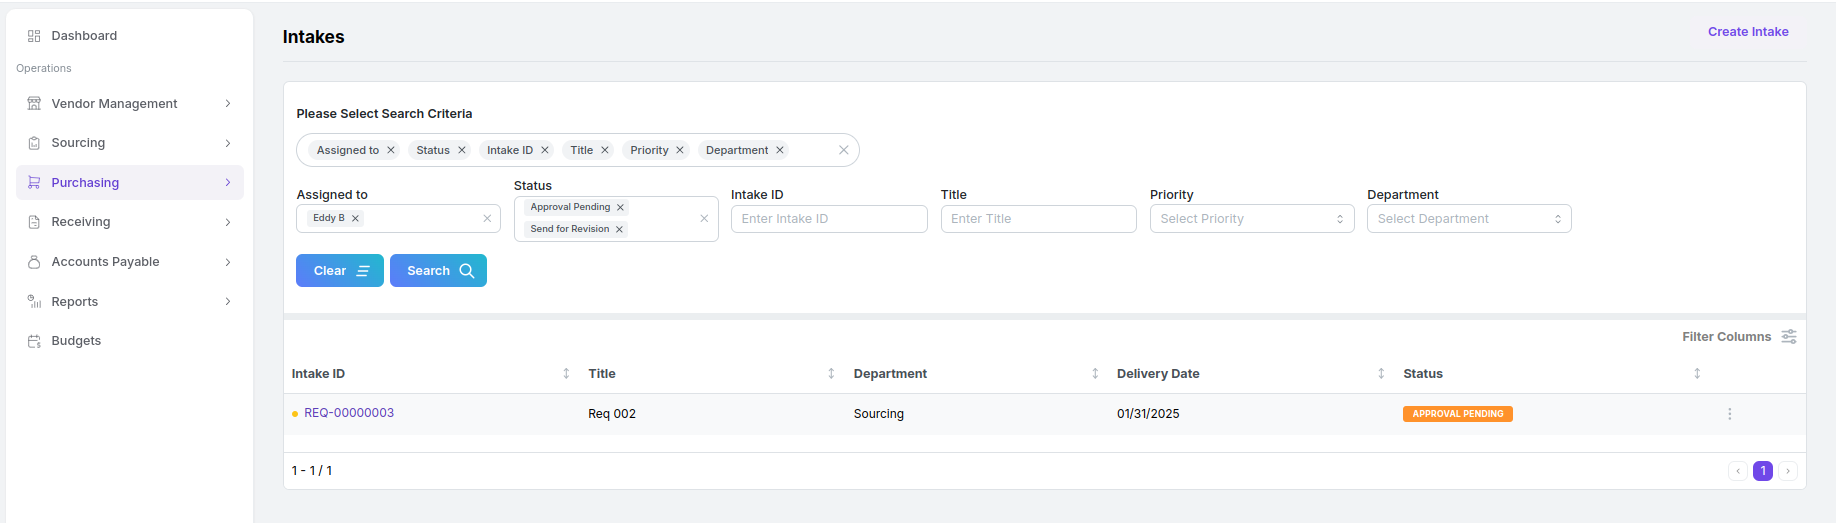 Dashboard
Operations
Vendor Management
Sourcing
Purchasing
Receiving
Accounts Payable
Reports
Budgets
Intakes
Create Intake
Please Select Search Criteria
Assigned to Status Intake ID Title Priority Department
Assigned to
Eddy B
Status
Approval Pending
Send for Revision
Intake ID
Enter Intake ID
Title
Enter Title
Priority
Select Priority
Department
Select Department
Clear
Search
Filter Columns
Intake ID Title Department Delivery Date Status
REQ-00000003 Req 002 Sourcing 01/31/2025 APPROVAL PENDING
1 - 1 / 1
1